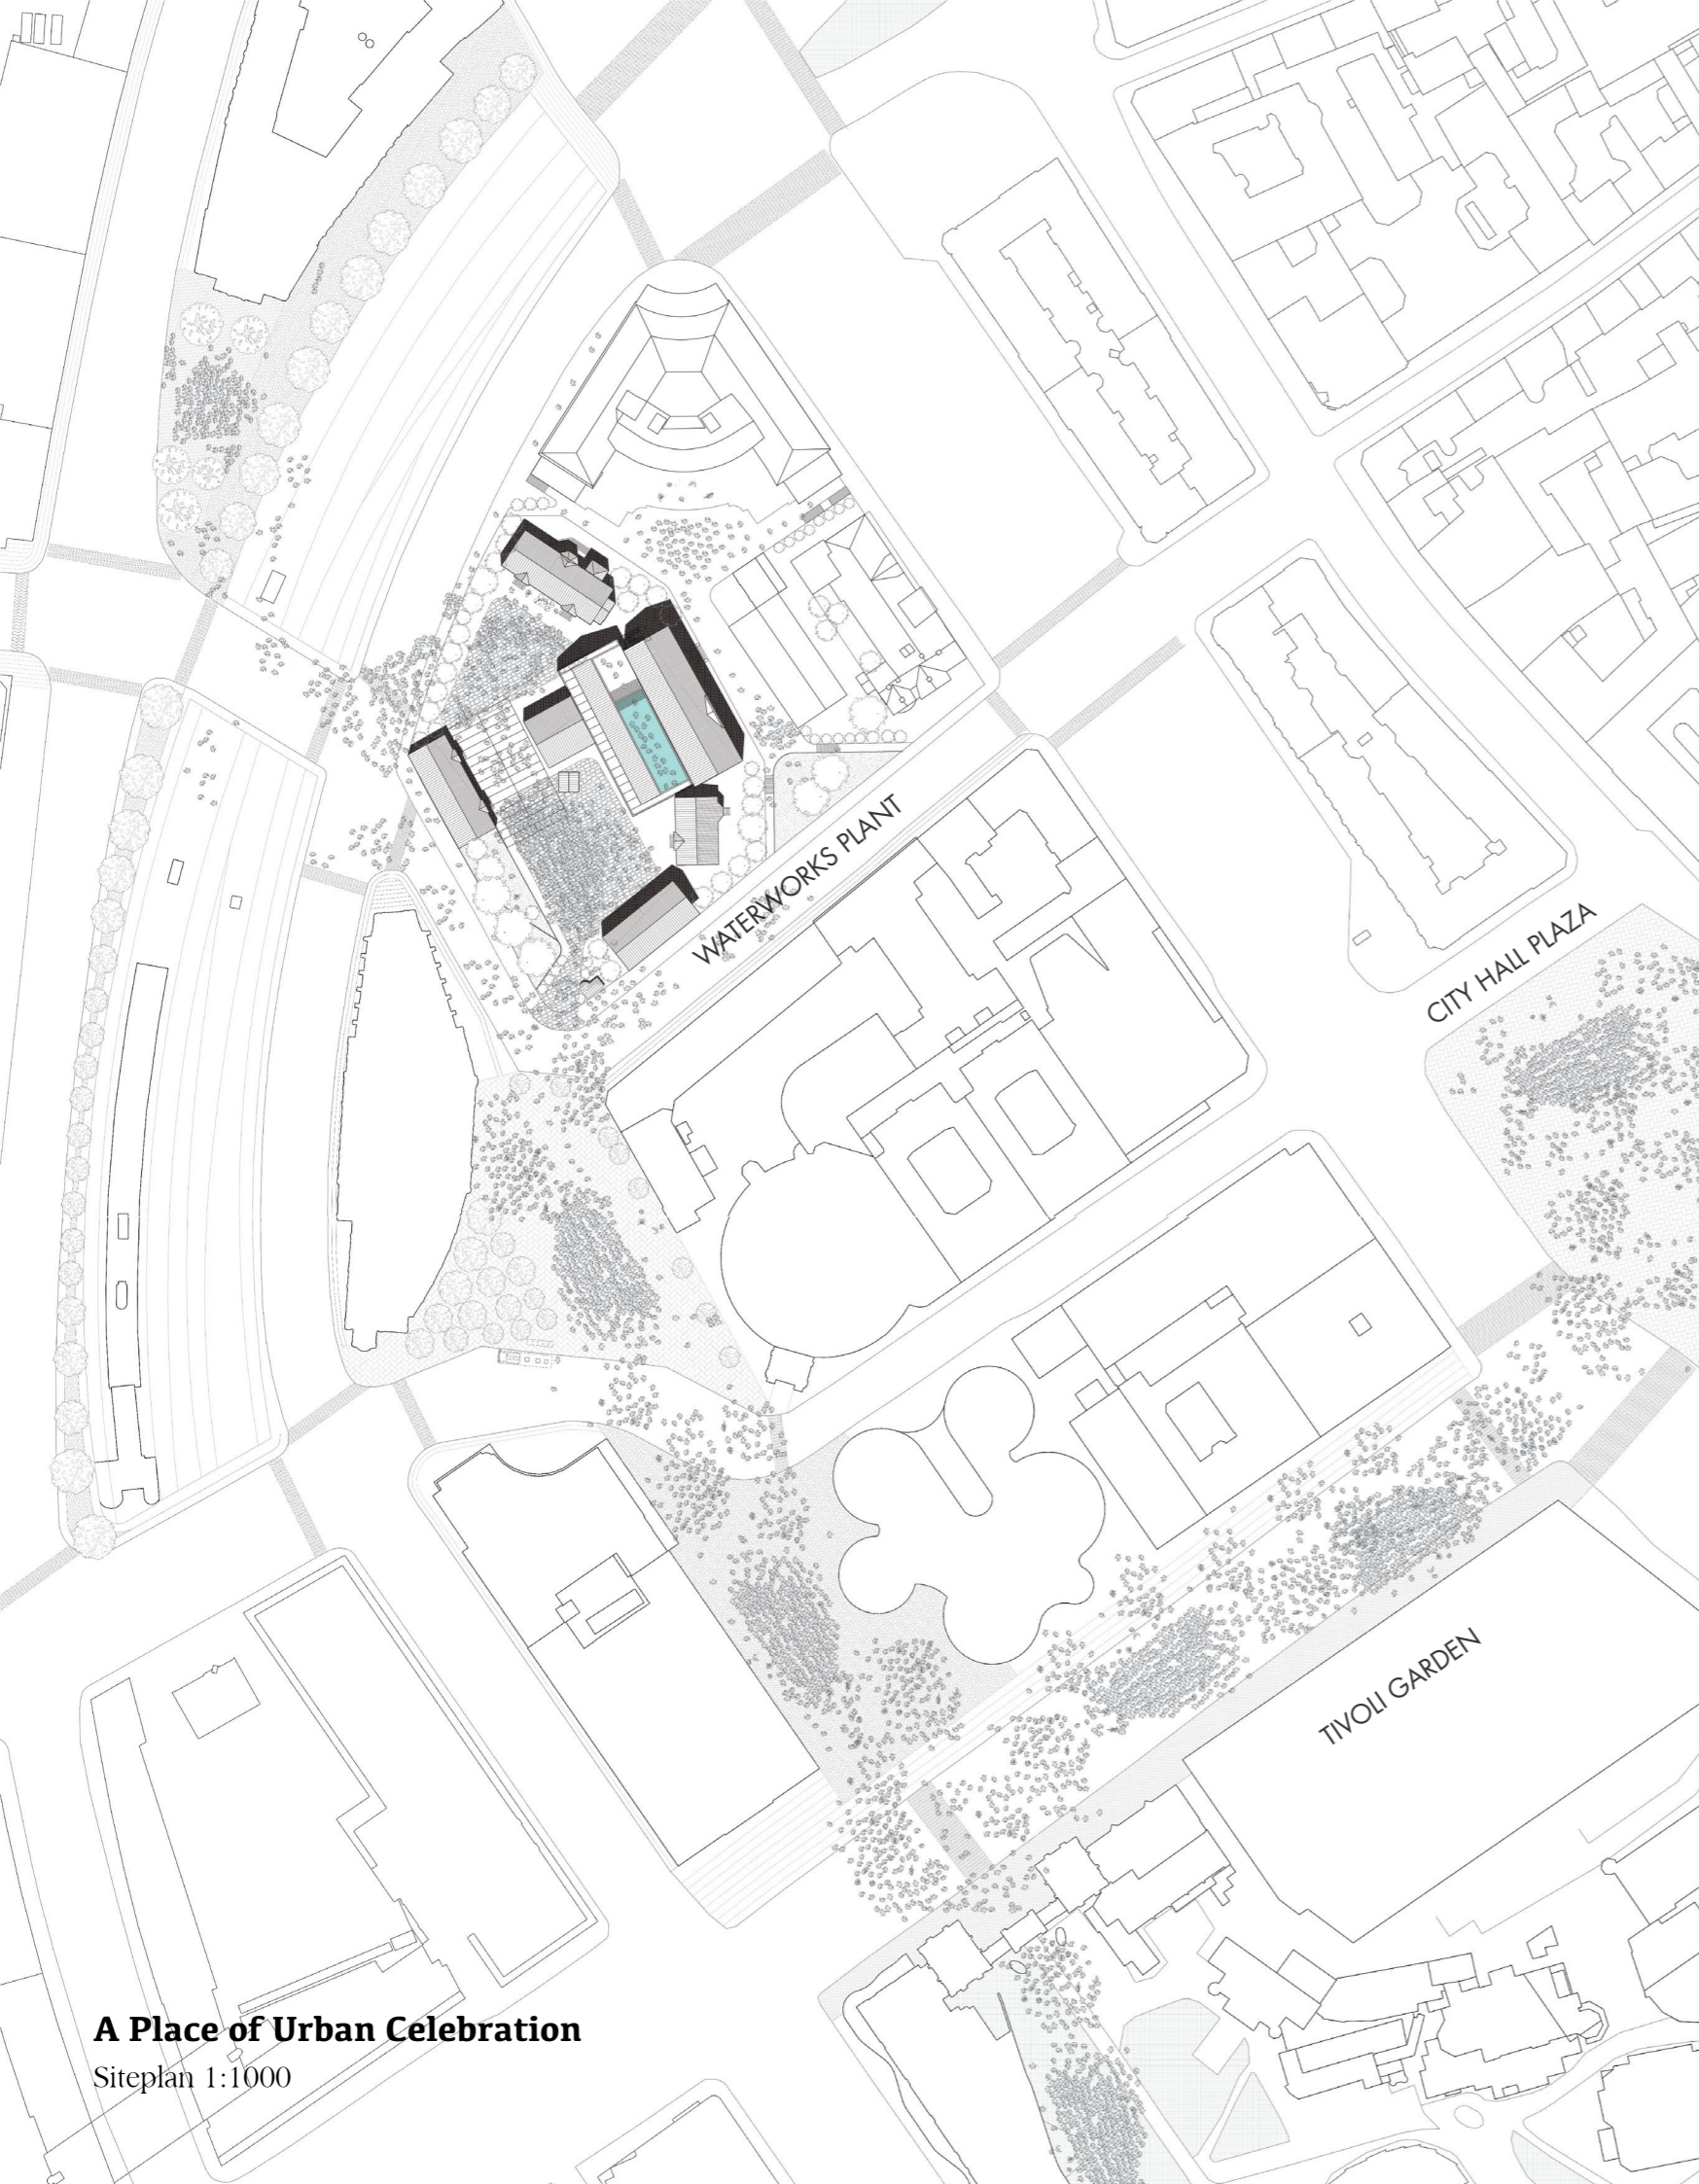 WATERWORKS PLANT
CITY HALL PLAZA
TIVOLI GARDEN
A Place of Urban Celebration
Siteplan 1:1000